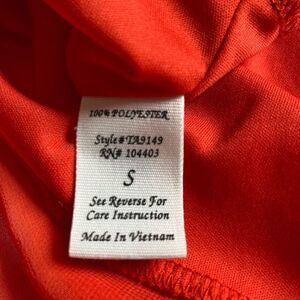 100% POLYESTER
Style#TA9149
RN# 104403
S
See Reverse For
Care Instruction
Made In Vietnam